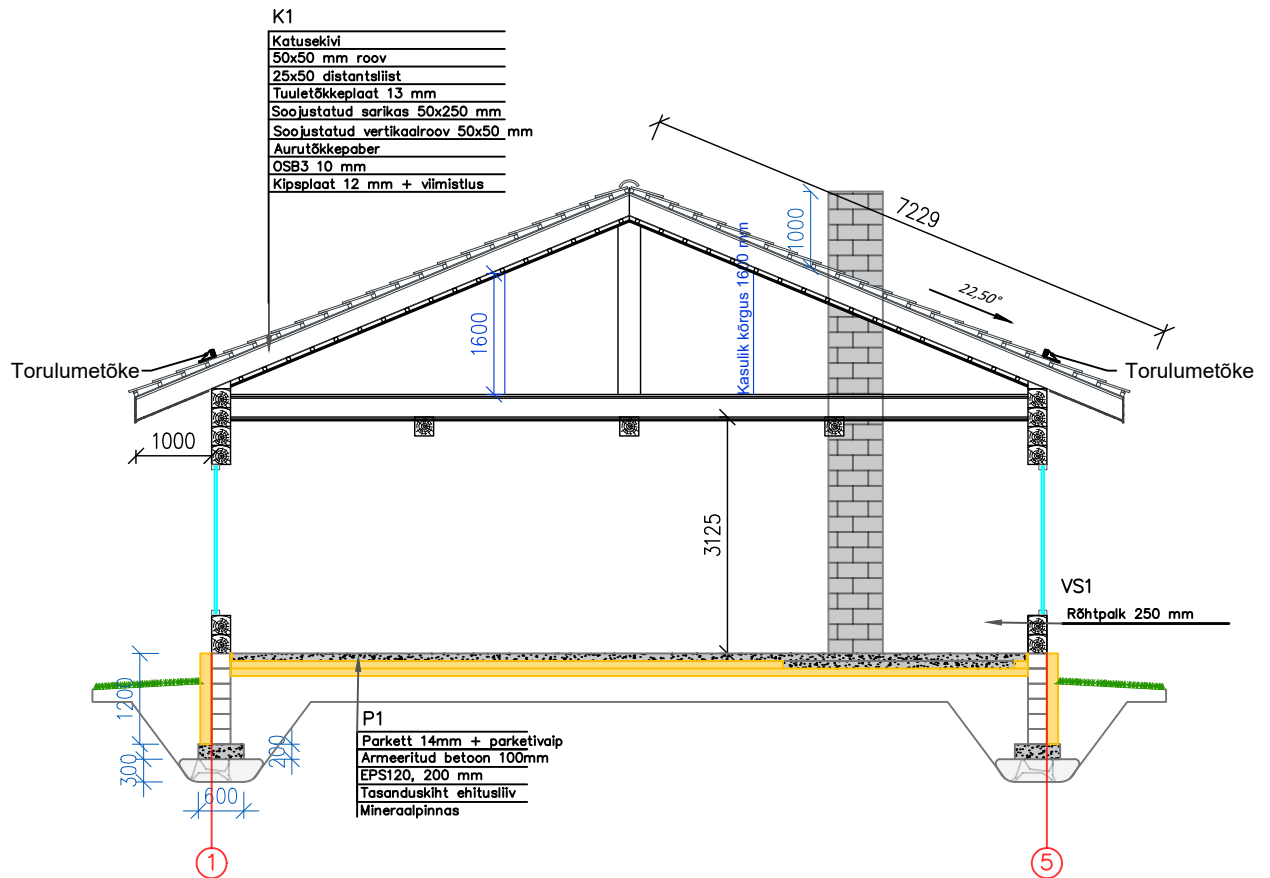 K1
Katusekivi
50x50 mm roov
25x50 distantsliist
Tuuletõkkeplaat 13 mm
Soojustatud sarikas 50x250 mm
Soojustatud vertikaalroov 50x50 mm
Aurutõkkepaber
OSB3 10 mm
Kipsplaat 12 mm + viimistlus
7229
1000
22,50°
1600
Kasulik kõrgus 1600 mm
Torulumetõke
Torulumetõke
1000
3125
VS1
Rõhtpalk 250 mm
1200
300
200
600
P1
Parkett 14mm + parketivaip
Armeeritud betoon 100mm
EPS120, 200 mm
Tasanduskiht ehitusliiv
Mineraalpinnas
1
5